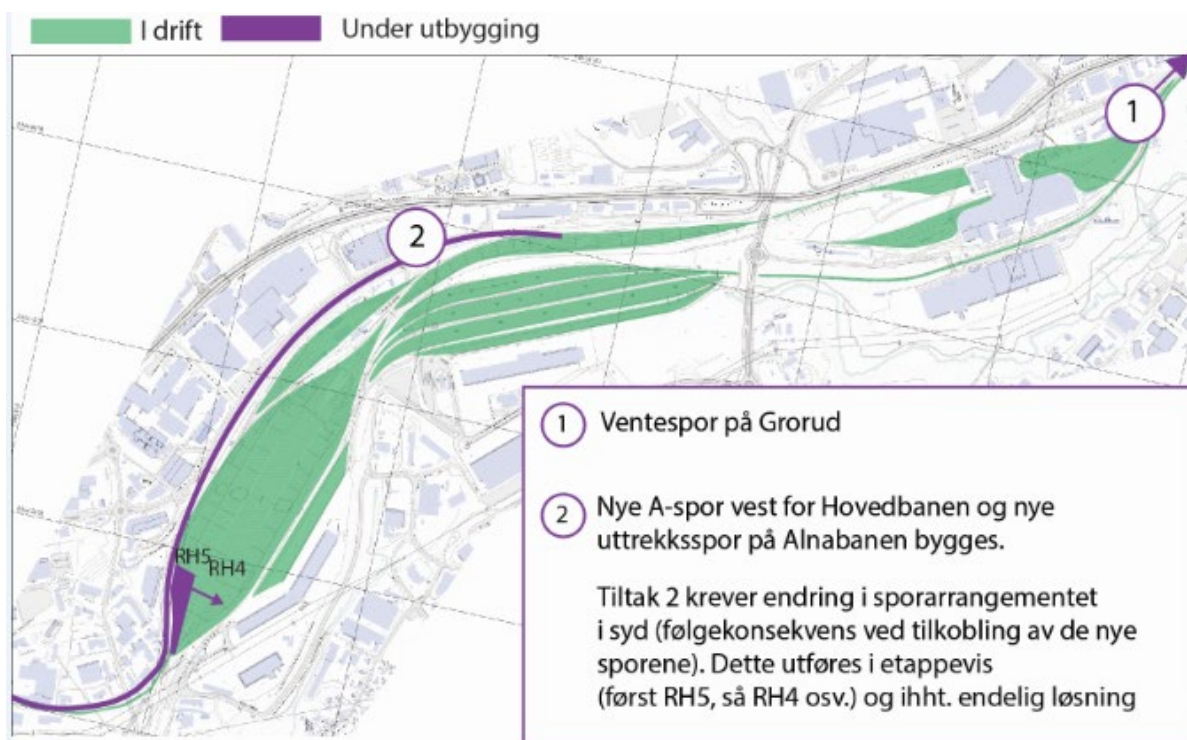 I drift
Under utbygging
1
2
RH5
RH4
1 Ventespor på Grorud
2 Nye A-spor vest for Hovedbanen og nye
uttrekksspor på Alnabanen bygges.
Tiltak 2 krever endring i sporarrangementet
i syd (følgekonsekvens ved tilkobling av de nye
sporene). Dette utføres i etappevis
(først RH5, så RH4 osv.) og ihht. endelig løsning